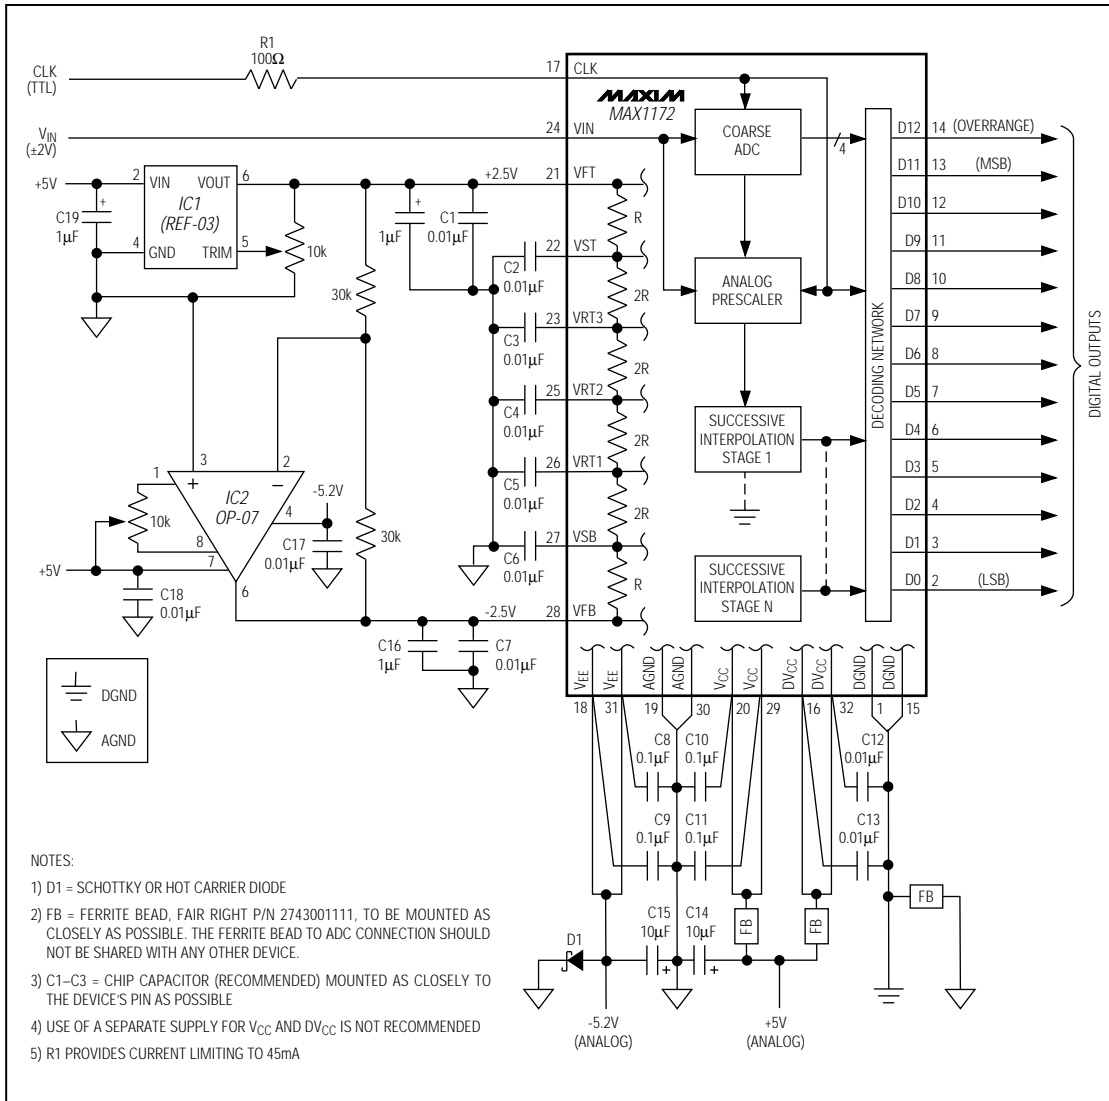 R1
100Ω
CLK
(TTL)
17
CLK
MAXIM
MAX1172
VIN
(±2V)
24
VIN
COARSE
ADC
4
D12
14
(OVERRANGE)
D11
13
(MSB)
D10
12
D9
11
D8
10
D7
9
D6
8
D5
7
D4
6
D3
5
D2
4
D1
3
D0
2
(LSB)
DIGITAL OUTPUTS
DECODING NETWORK
+5V
2
VIN
VOUT
6
IC1
(REF-03)
4
GND
TRIM
5
C19
1µF
+
10k
30k
+
1µF
C1
0.01µF
+2.5V
21
VFT
R
C2
0.01µF
22
VST
2R
ANALOG
PRESCALER
C3
0.01µF
23
VRT3
2R
C4
0.01µF
25
VRT2
2R
SUCCESSIVE
INTERPOLATION
STAGE 1
C5
0.01µF
26
VRT1
2R
C6
0.01µF
27
VSB
R
SUCCESSIVE
INTERPOLATION
STAGE N
3
2
1
+
−
IC2
OP-07
-5.2V
4
10k
8
7
6
C17
0.01µF
30k
+5V
C18
0.01µF
-2.5V
28
VFB
C16
1µF
C7
0.01µF
DGND
AGND
VEE
VEE
AGND
AGND
VCC
VCC
DVCC
DVCC
DGND
DGND
18
31
19
30
20
29
16
32
1
15
C8
0.1µF
C10
0.1µF
C12
0.01µF
C9
0.1µF
C11
0.1µF
C13
0.01µF
C15
10µF
+
C14
10µF
+
FB
FB
FB
D1
-5.2V
(ANALOG)
+5V
(ANALOG)
NOTES:
1) D1 = SCHOTTKY OR HOT CARRIER DIODE
2) FB = FERRITE BEAD, FAIR RIGHT P/N 2743001111, TO BE MOUNTED AS
CLOSELY AS POSSIBLE. THE FERRITE BEAD TO ADC CONNECTION SHOULD
NOT BE SHARED WITH ANY OTHER DEVICE.
3) C1–C3 = CHIP CAPACITOR (RECOMMENDED) MOUNTED AS CLOSELY TO
THE DEVICE'S PIN AS POSSIBLE
4) USE OF A SEPARATE SUPPLY FOR VCC AND DVCC IS NOT RECOMMENDED
5) R1 PROVIDES CURRENT LIMITING TO 45mA